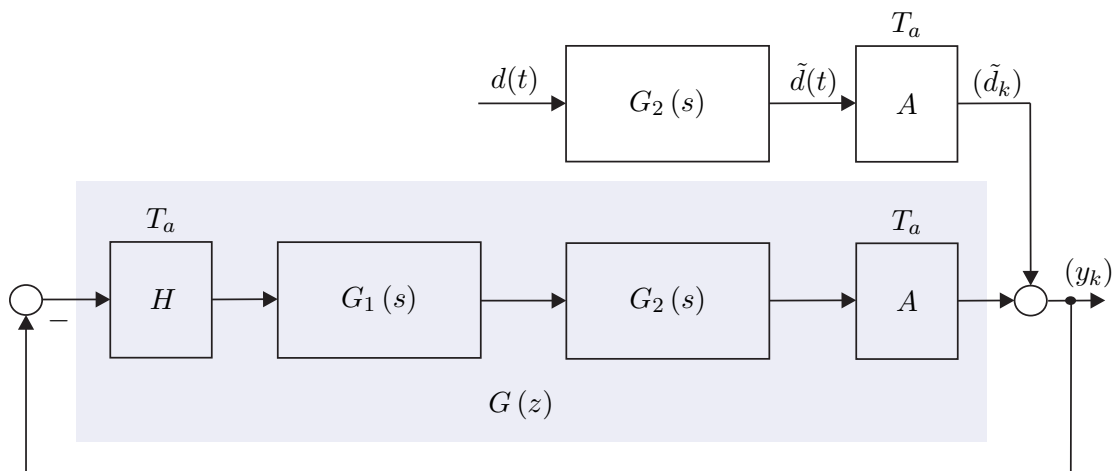 T_a
d(t)
G_2 (s)
d̃(t)
A
(d̃_k)
T_a
T_a
H
G_1 (s)
G_2 (s)
A
(y_k)
−
G (z)